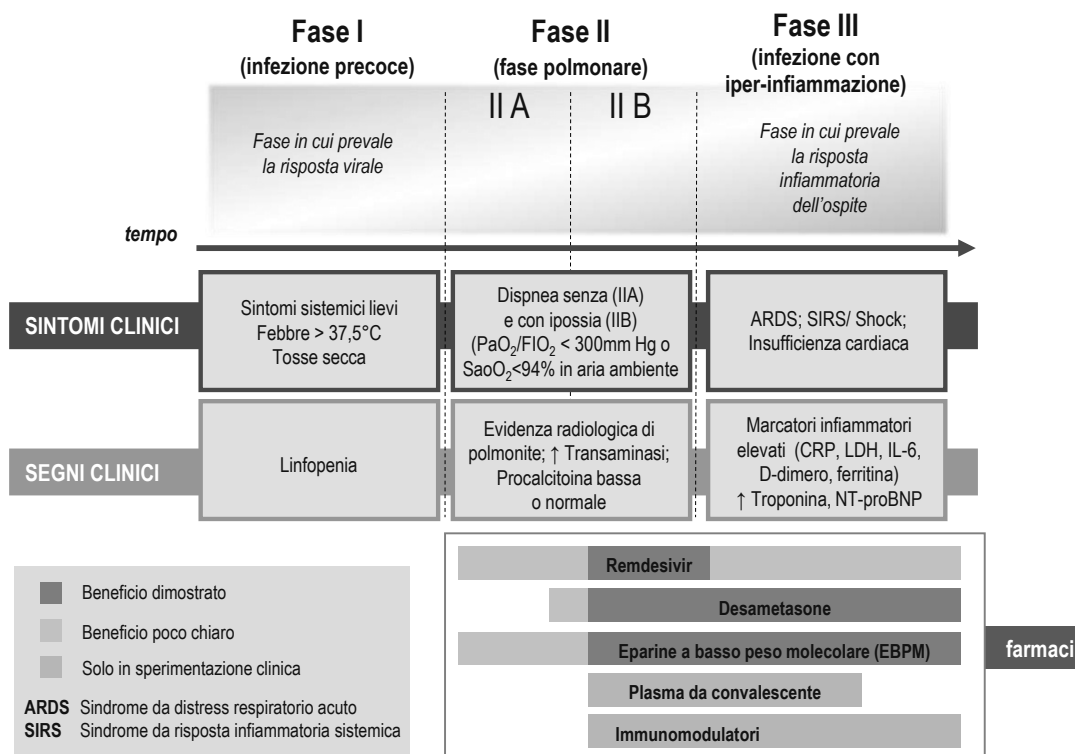 Fase I
(infezione precoce)
Fase II
(fase polmonare)
Fase III
(infezione con
iper-infiammazione)
II A
II B
Fase in cui prevale
la risposta virale
Fase in cui prevale
la risposta
infiammatoria
dell'ospite
tempo
SINTOMI CLINICI
Sintomi sistemici lievi
Febbre > 37,5°C
Tosse secca
Dispnea senza (IIA)
e con ipossia (IIB)
(PaO₂/FIO₂ < 300mm Hg o
SaoO₂<94% in aria ambiente
ARDS; SIRS/ Shock;
Insufficienza cardiaca
SEGNI CLINICI
Linfopenia
Evidenza radiologica di
polmonite; ↑ Transaminasi;
Procalcitoina bassa
o normale
Marcatori infiammatori
elevati (CRP, LDH, IL-6,
D-dimero, ferritina)
↑ Troponina, NT-proBNP
Beneficio dimostrato
Beneficio poco chiaro
Solo in sperimentazione clinica
ARDS Sindrome da distress respiratorio acuto
SIRS Sindrome da risposta infiammatoria sistemica
Remdesivir
Desametasone
Eparine a basso peso molecolare (EBPM)
Plasma da convalescente
Immunomodulatori
farmaci